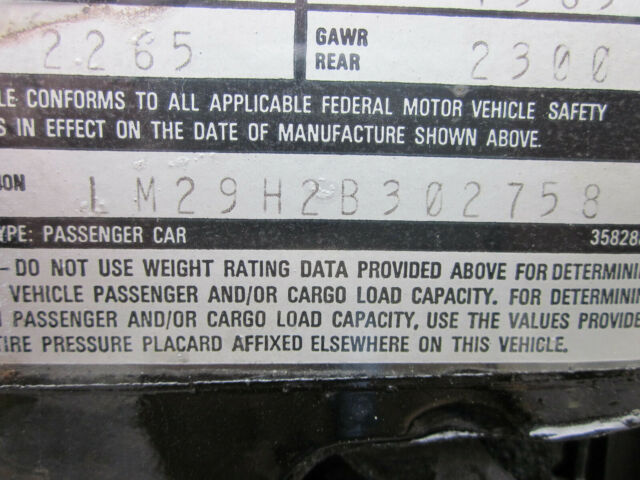 2265 GAWR REAR 2300
LE CONFORMS TO ALL APPLICABLE FEDERAL MOTOR VEHICLE SAFETY
S IN EFFECT ON THE DATE OF MANUFACTURE SHOWN ABOVE.
ION LM29H2B302758
YPE: PASSENGER CAR 35828
- DO NOT USE WEIGHT RATING DATA PROVIDED ABOVE FOR DETERMINI
VEHICLE PASSENGER AND/OR CARGO LOAD CAPACITY. FOR DETERMININ
PASSENGER AND/OR CARGO LOAD CAPACITY, USE THE VALUES PROVIDE
TIRE PRESSURE PLACARD AFFIXED ELSEWHERE ON THIS VEHICLE.